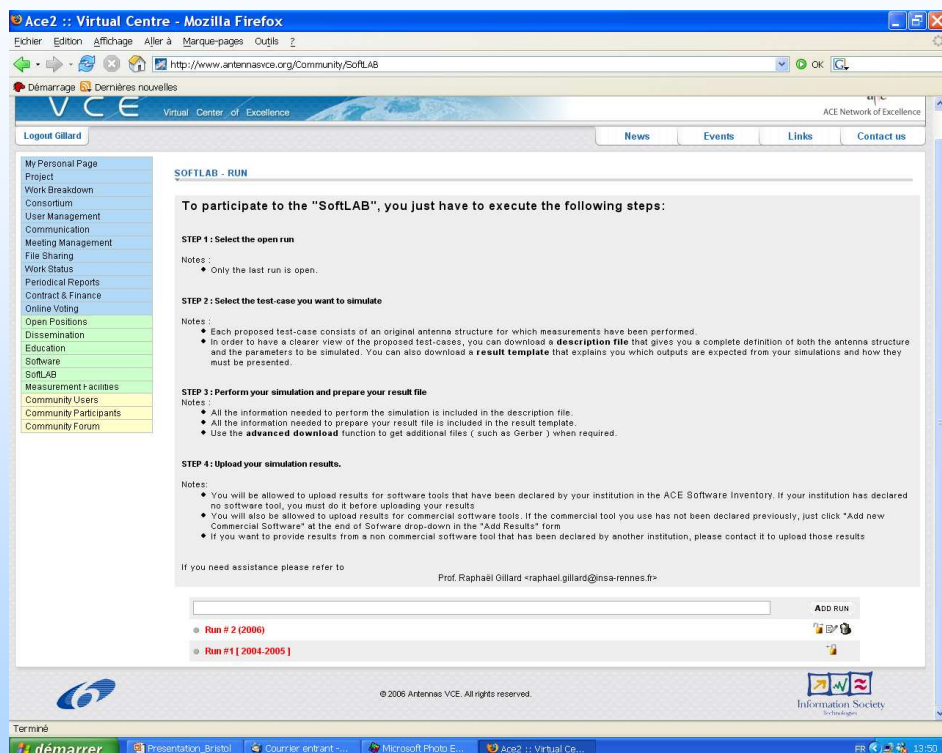 Ace2 :: Virtual Centre - Mozilla Firefox
Fichier Edition Affichage Aller à Marque-pages Outils ?
http://www.antennasvce.org/Community/SoftLAB
OK
Démarrage Dernières nouvelles
VCE Virtual Center of Excellence
ACE Network of Excellence
Logout Gillard
News Events Links Contact us
My Personal Page
Project
Work Breakdown
Consortium
User Management
Communication
Meeting Management
File Sharing
Work Status
Periodical Reports
Contract & Finance
Online Voting
Open Positions
Dissemination
Education
Software
SoftLAB
Measurement Facilities
Community Users
Community Participants
Community Forum
SOFTLAB - RUN
To participate to the "SoftLAB", you just have to execute the following steps:
STEP 1 : Select the open run
Notes :
Only the last run is open.
STEP 2 : Select the test-case you want to simulate
Notes :
Each proposed test-case consists of an original antenna structure for which measurements have been performed.
In order to have a clearer view of the proposed test-cases, you can download a description file that gives you a complete definition of both the antenna structure
and the parameters to be simulated. You can also download a result template that explains you which outputs are expected from your simulations and how they
must be presented.
STEP 3 : Perform your simulation and prepare your result file
Notes :
All the information needed to perform the simulation is included in the description file.
All the information needed to prepare your result file is included in the result template.
Use the advanced download function to get additional files ( such as Gerber ) when required.
STEP 4 : Upload your simulation results.
Notes:
You will be allowed to upload results for software tools that have been declared by your institution in the ACE Software Inventory. If your institution has declared
no software tool, you must do it before uploading your results
You will also be allowed to upload results for commercial software tools. If the commercial tool you use has not been declared previously, just click "Add new
Commercial Software" at the end of Sofware drop-down in the "Add Results" form
If you want to provide results from a non commercial software tool that has been declared by another institution, please contact it to upload those results
If you need assistance please refer to
Prof. Raphaël Gillard <raphael.gillard@insa-rennes.fr>
ADD RUN
Run # 2 (2006)
Run #1 [ 2004-2005 ]
© 2006 Antennas VCE. All rights reserved.
Information Society
Technologies
Terminé
démarrer Presentation_Bristol Courrier entrant -... Microsoft Photo E... Ace2 :: Virtual Ce... FR 13:50